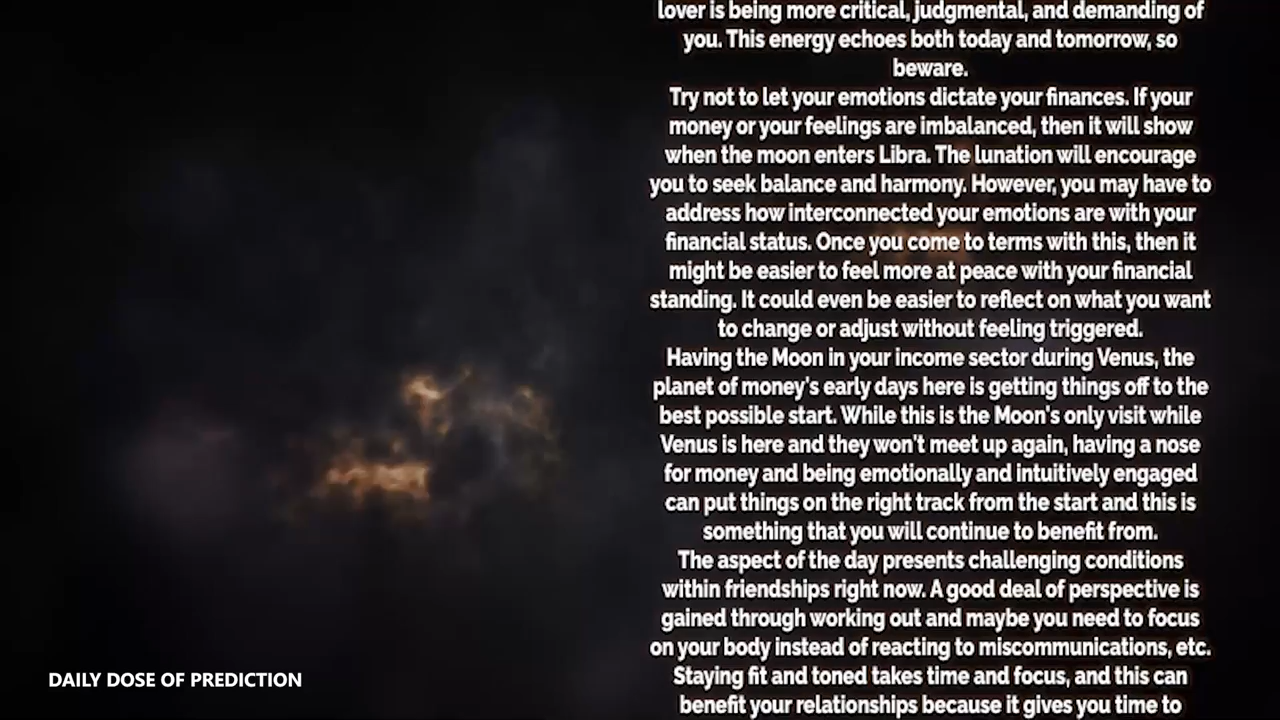 lover is being more critical, judgmental, and demanding of
you. This energy echoes both today and tomorrow, so
beware.
Try not to let your emotions dictate your finances. If your
money or your feelings are imbalanced, then it will show
when the moon enters Libra. The lunation will encourage
you to seek balance and harmony. However, you may have to
address how interconnected your emotions are with your
financial status. Once you come to terms with this, then it
might be easier to feel more at peace with your financial
standing. It could even be easier to reflect on what you want
to change or adjust without feeling triggered.
Having the Moon in your income sector during Venus, the
planet of money's early days here is getting things off to the
best possible start. While this is the Moon's only visit while
Venus is here and they won't meet up again, having a nose
for money and being emotionally and intuitively engaged
can put things on the right track from the start and this is
something that you will continue to benefit from.
The aspect of the day presents challenging conditions
within friendships right now. A good deal of perspective is
gained through working out and maybe you need to focus
on your body instead of reacting to miscommunications, etc.
Staying fit and toned takes time and focus, and this can
benefit your relationships because it gives you time to
DAILY DOSE OF PREDICTION